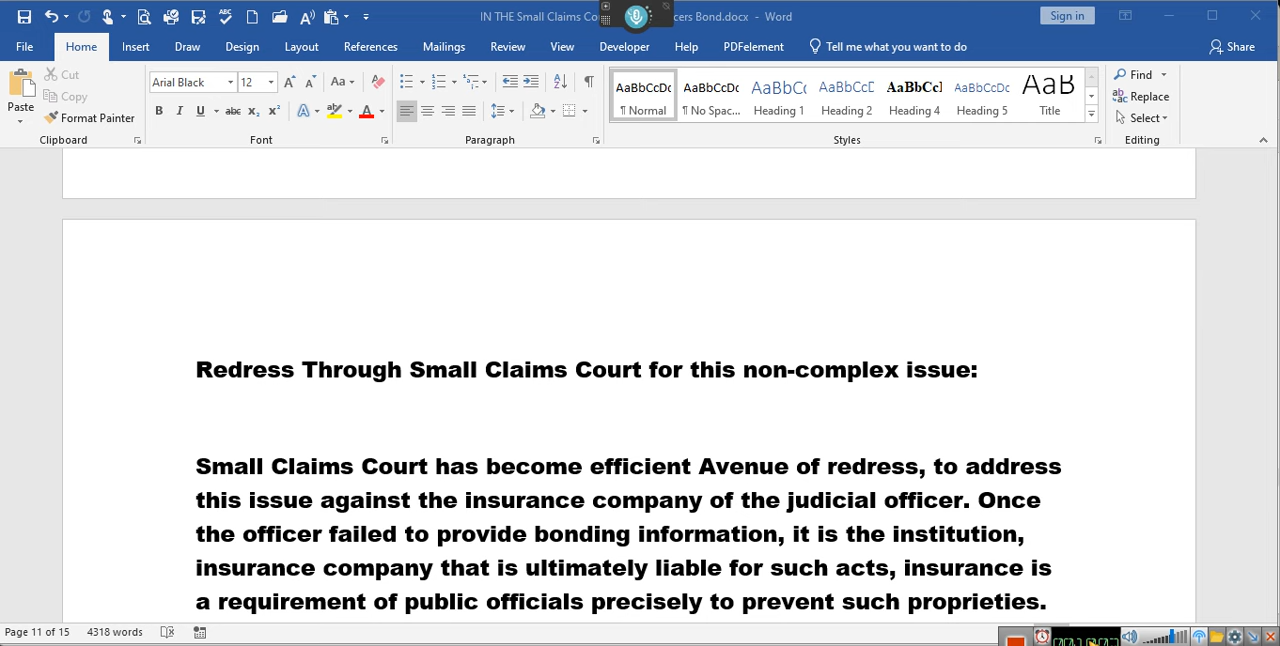 IN THE Small Claims Co cers Bond.docx - Word
Sign in
File Home Insert Draw Design Layout References Mailings Review View Developer Help PDFelement Tell me what you want to do Share
Paste
Cut
Copy
Format Painter
Clipboard
Arial Black 12
Aa
B I U abc x₂ x²
A A
Font
Paragraph
AaBbCcDc AaBbCcDc AaBbCc AaBbCcD AaBbCcI AaBbCcDc AaB
¶ Normal ¶ No Spac... Heading 1 Heading 2 Heading 4 Heading 5 Title
Styles
Find
Replace
Select
Editing
Redress Through Small Claims Court for this non-complex issue:
Small Claims Court has become efficient Avenue of redress, to address
this issue against the insurance company of the judicial officer. Once
the officer failed to provide bonding information, it is the institution,
insurance company that is ultimately liable for such acts, insurance is
a requirement of public officials precisely to prevent such proprieties.
Page 11 of 15 4318 words